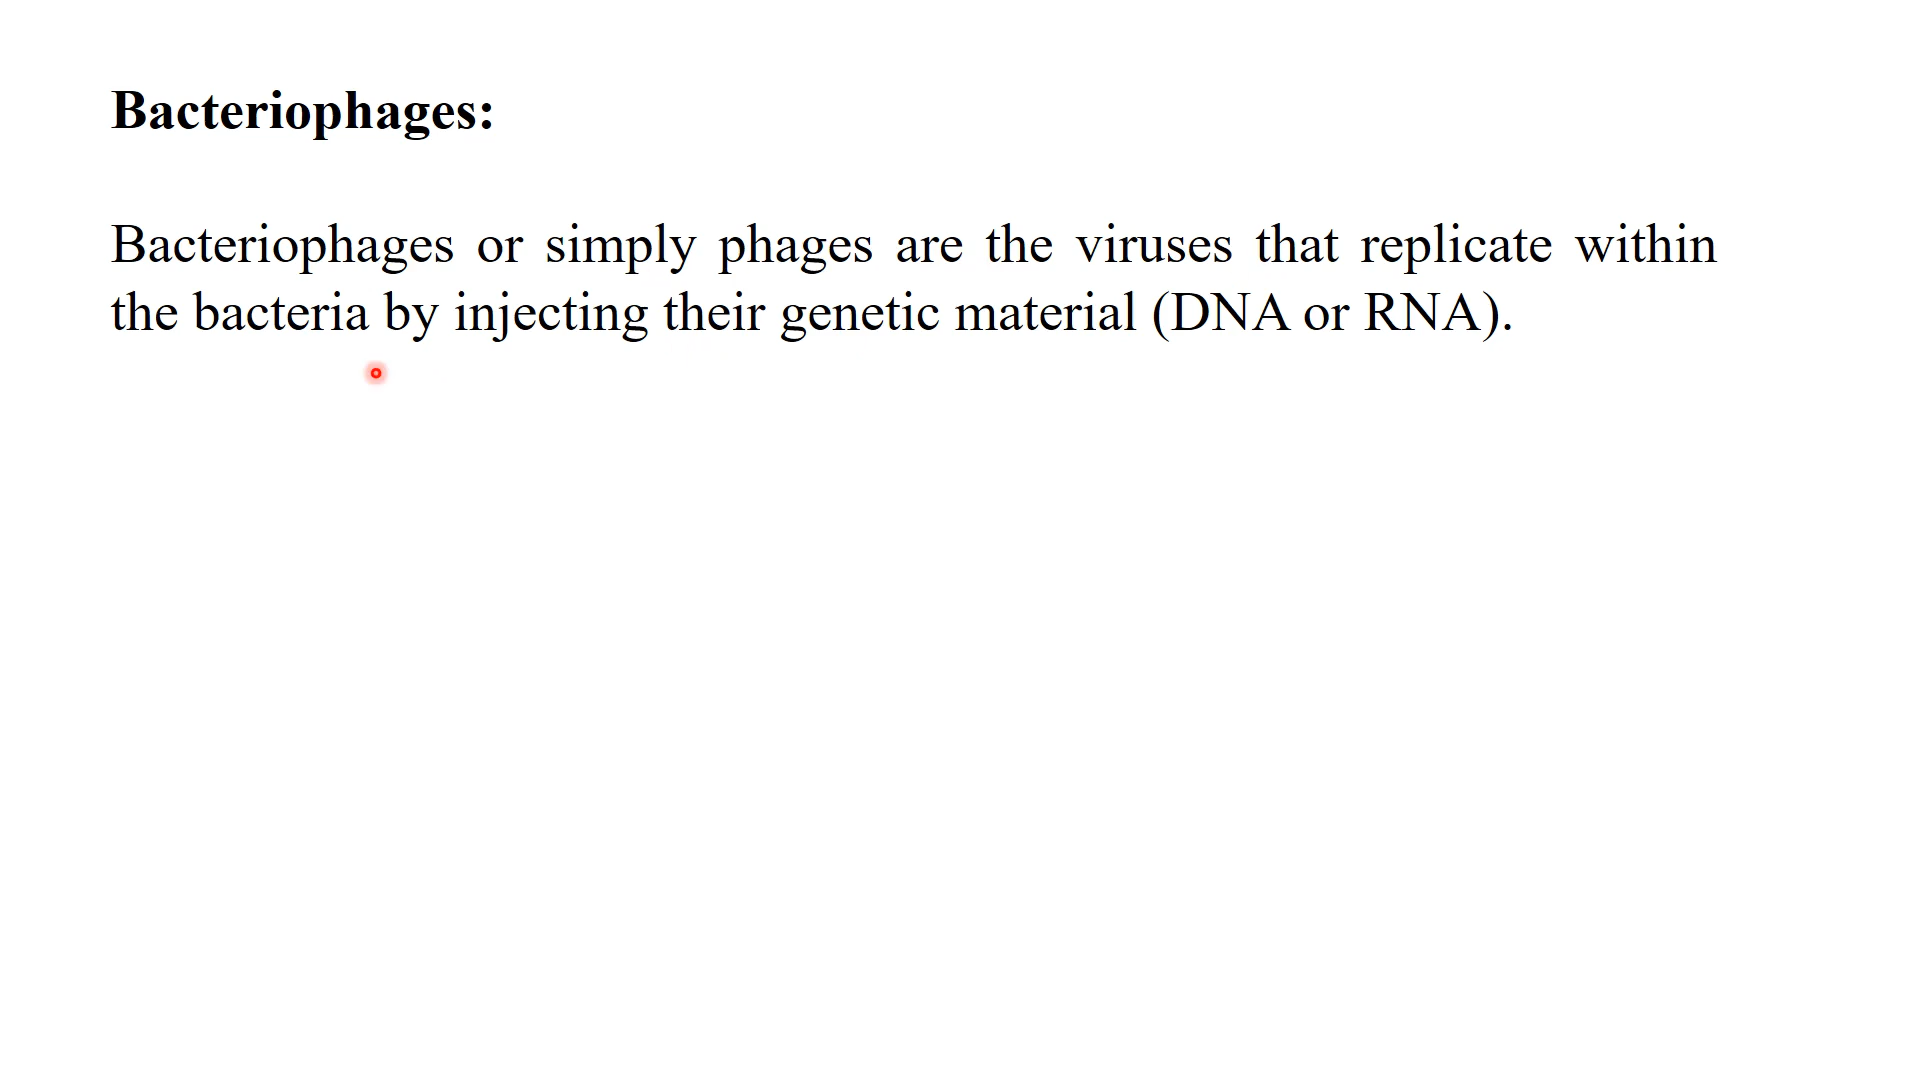 Bacteriophages:
Bacteriophages or simply phages are the viruses that replicate within
the bacteria by injecting their genetic material (DNA or RNA).